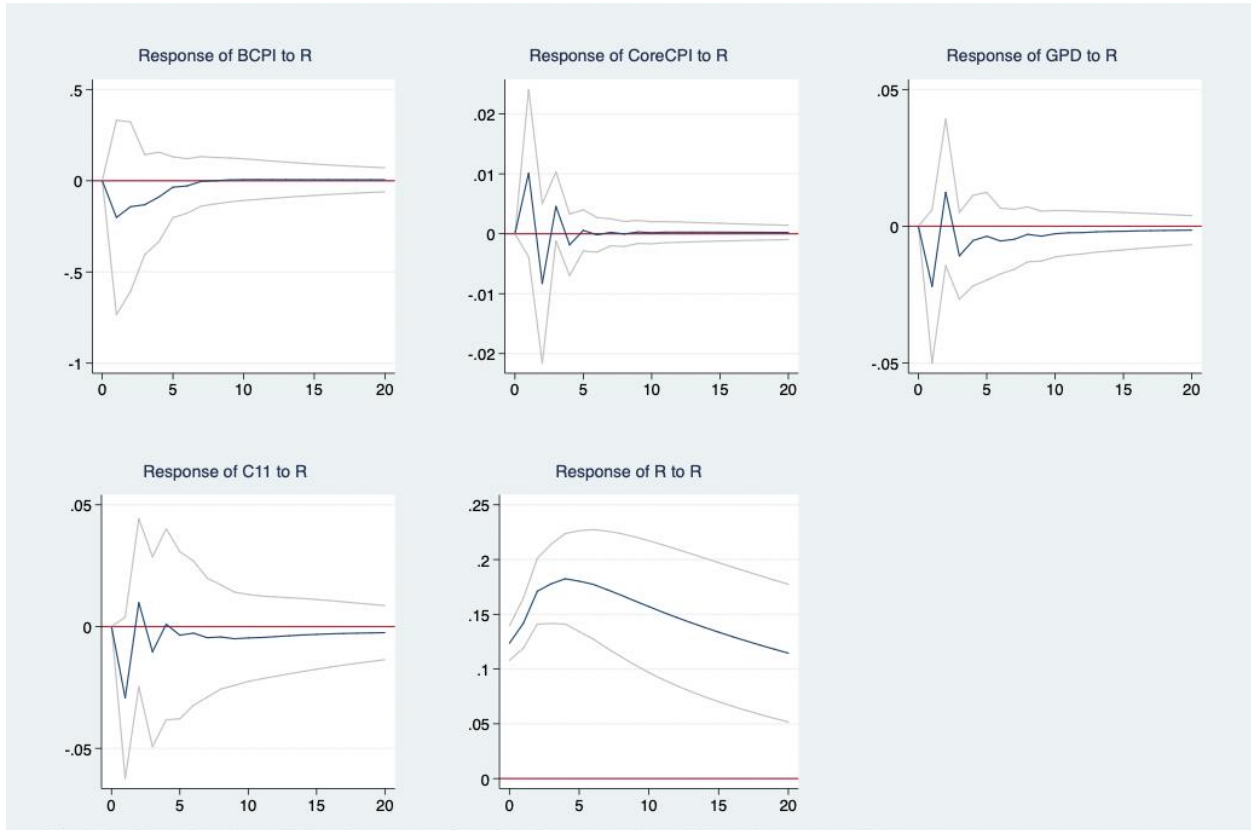 Response of BCPI to R
.5
0
-.5
-1
0 5 10 15 20
Response of CoreCPI to R
.02
.01
0
-.01
-.02
0 5 10 15 20
Response of GPD to R
.05
0
-.05
0 5 10 15 20
Response of C11 to R
.05
0
-.05
0 5 10 15 20
Response of R to R
.25
.2
.15
.1
.05
0
0 5 10 15 20